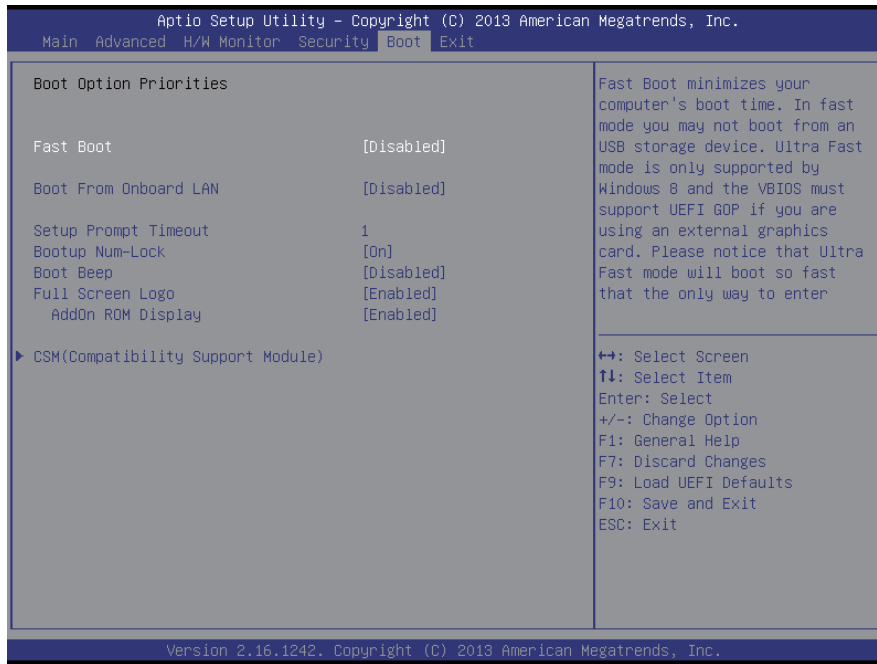 Aptio Setup Utility – Copyright (C) 2013 American Megatrends, Inc.
Main Advanced H/W Monitor Security Boot Exit
Boot Option Priorities
Fast Boot [Disabled]
Boot From Onboard LAN [Disabled]
Setup Prompt Timeout 1
Bootup Num-Lock [On]
Boot Beep [Disabled]
Full Screen Logo [Enabled]
AddOn ROM Display [Enabled]
CSM(Compatibility Support Module)
Fast Boot minimizes your
computer's boot time. In fast
mode you may not boot from an
USB storage device. Ultra Fast
mode is only supported by
Windows 8 and the VBIOS must
support UEFI GOP if you are
using an external graphics
card. Please notice that Ultra
Fast mode will boot so fast
that the only way to enter
↔: Select Screen
↑↓: Select Item
Enter: Select
+/-: Change Option
F1: General Help
F7: Discard Changes
F9: Load UEFI Defaults
F10: Save and Exit
ESC: Exit
Version 2.16.1242. Copyright (C) 2013 American Megatrends, Inc.